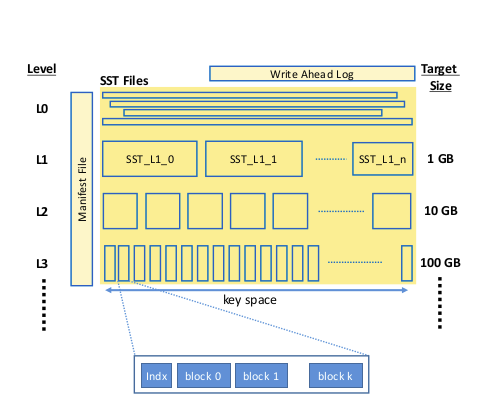 Write Ahead Log
Level
Target
Size
SST Files
L0
Manifest File
L1
SST_L1_0
SST_L1_1
SST_L1_n
1 GB
L2
10 GB
L3
100 GB
key space
Indx
block 0
block 1
block k